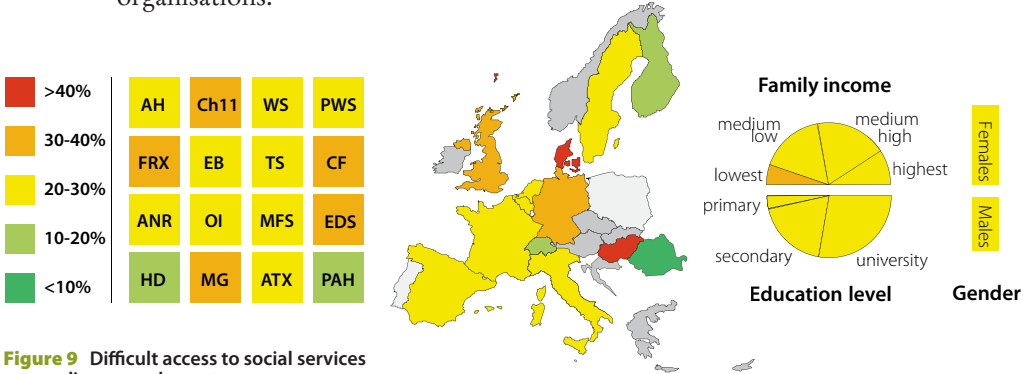 organisations.
>40%
30-40%
20-30%
10-20%
<10%
AH Ch11 WS PWS
FRX EB TS CF
ANR OI MFS EDS
HD MG ATX PAH
Figure 9 Difficult access to social services
Family income
medium
low
medium
high
lowest
highest
primary
secondary
university
Education level
Females
Males
Gender